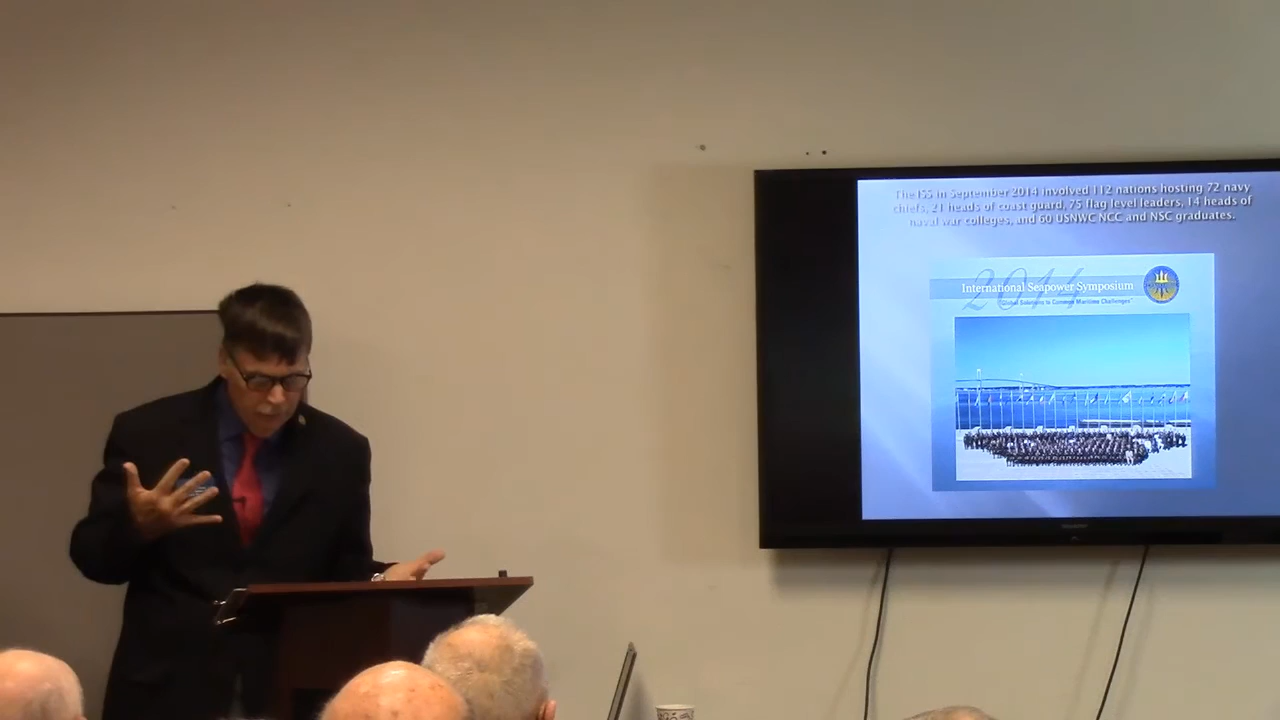 The ISS in September 2014 involved 112 nations hosting 72 navy
chiefs, 21 heads of coast guard, 75 flag level leaders, 14 heads of
naval war colleges, and 60 USNWC NCC and NSC graduates.
2014
International Seapower Symposium
"Global Solutions to Common Maritime Challenges"